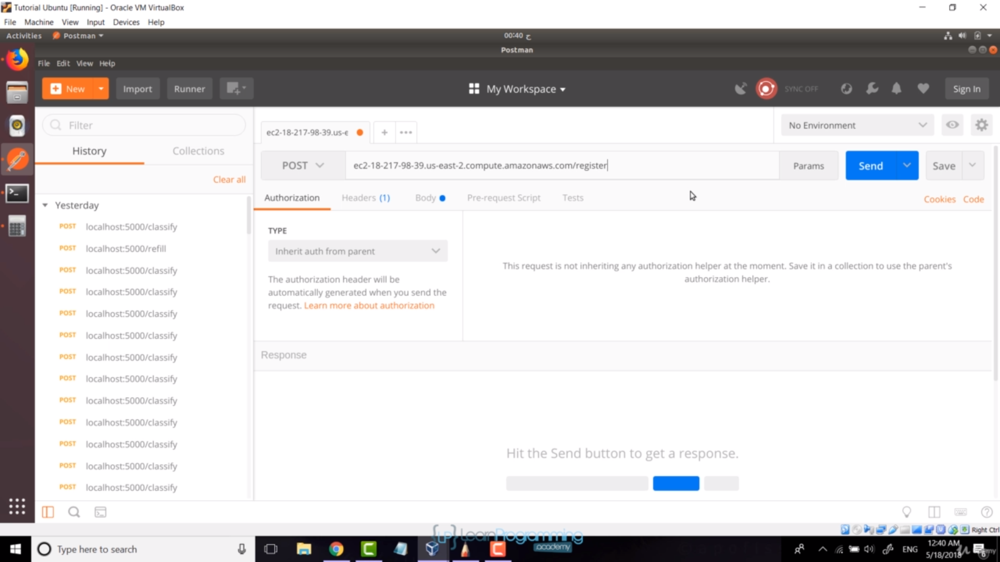 Tutorial Ubuntu [Running] - Oracle VM VirtualBox
File Machine View Input Devices Help
Activities Postman 00:40 ح
Postman
File Edit View Help
New Import Runner My Workspace SYNC OFF Sign In
Filter
ec2-18-217-98-39.us-e
No Environment
History Collections
POST ec2-18-217-98-39.us-east-2.compute.amazonaws.com/register Params Send Save
Clear all
Authorization Headers (1) Body Pre-request Script Tests Cookies Code
Yesterday
POST localhost:5000/classify
POST localhost:5000/refill
POST localhost:5000/classify
POST localhost:5000/classify
POST localhost:5000/classify
POST localhost:5000/classify
POST localhost:5000/classify
POST localhost:5000/classify
POST localhost:5000/classify
POST localhost:5000/classify
POST localhost:5000/classify
POST localhost:5000/classify
POST localhost:5000/classify
TYPE
Inherit auth from parent
The authorization header will be
automatically generated when you send the
request. Learn more about authorization
This request is not inheriting any authorization helper at the moment. Save it in a collection to use the parent's
authorization helper.
Response
Hit the Send button to get a response.
Right Ctrl
LearnProgramming
.academy
Type here to search
ENG
12:40 AM
5/18/2018
6